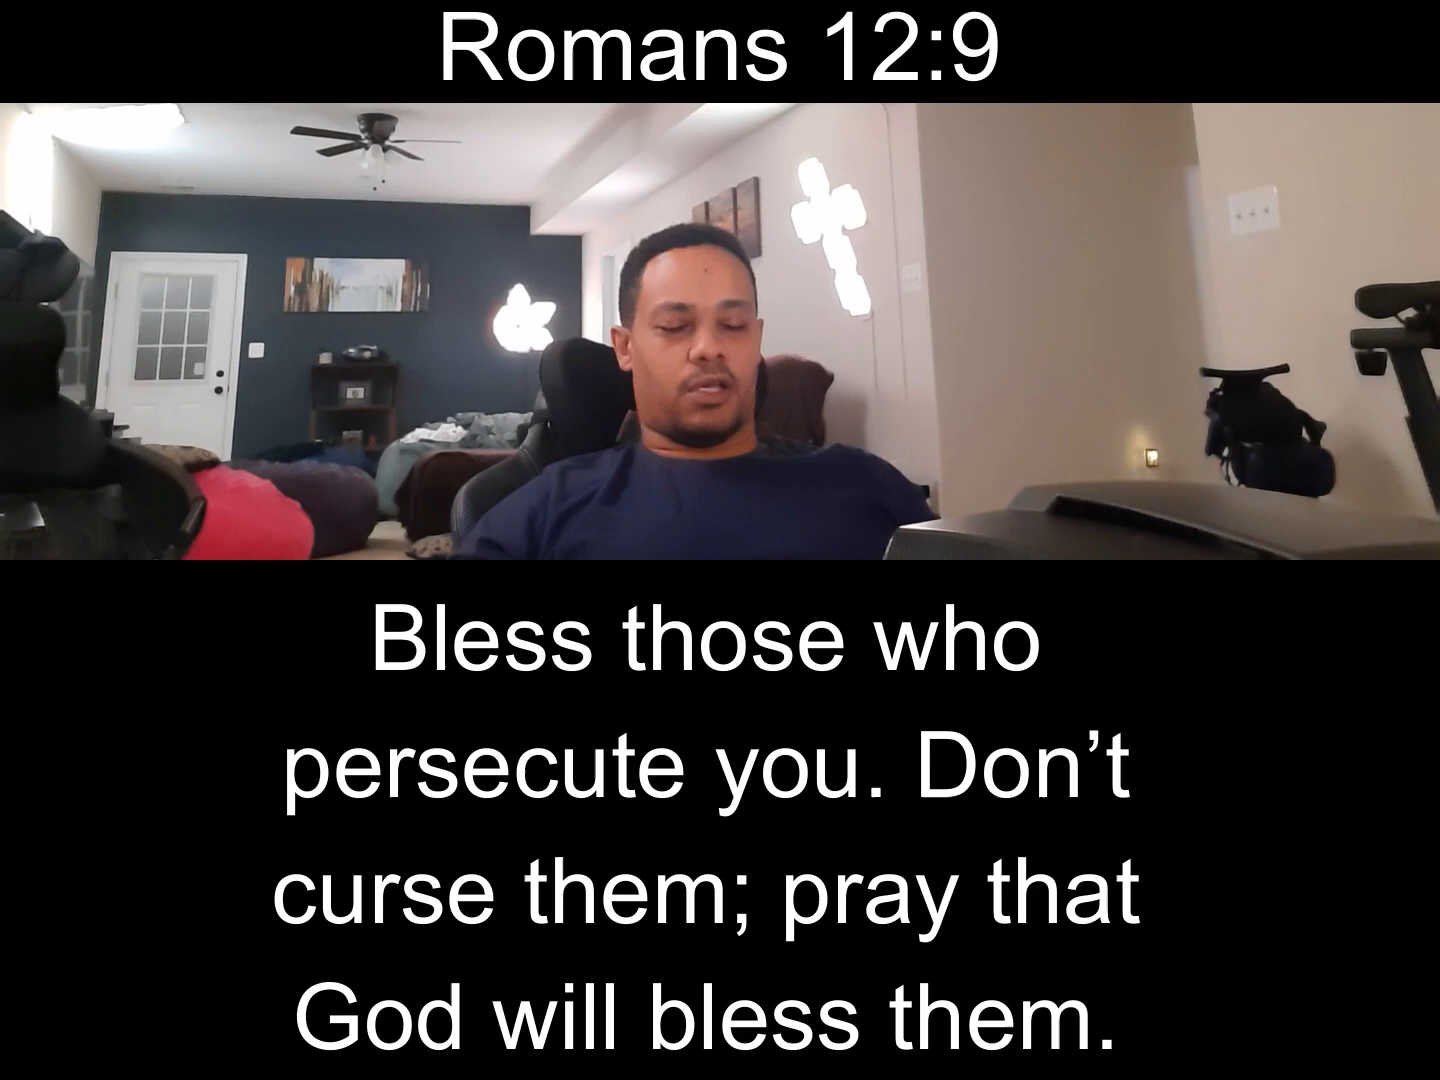 Romans 12:9
Bless those who
persecute you. Don’t
curse them; pray that
God will bless them.